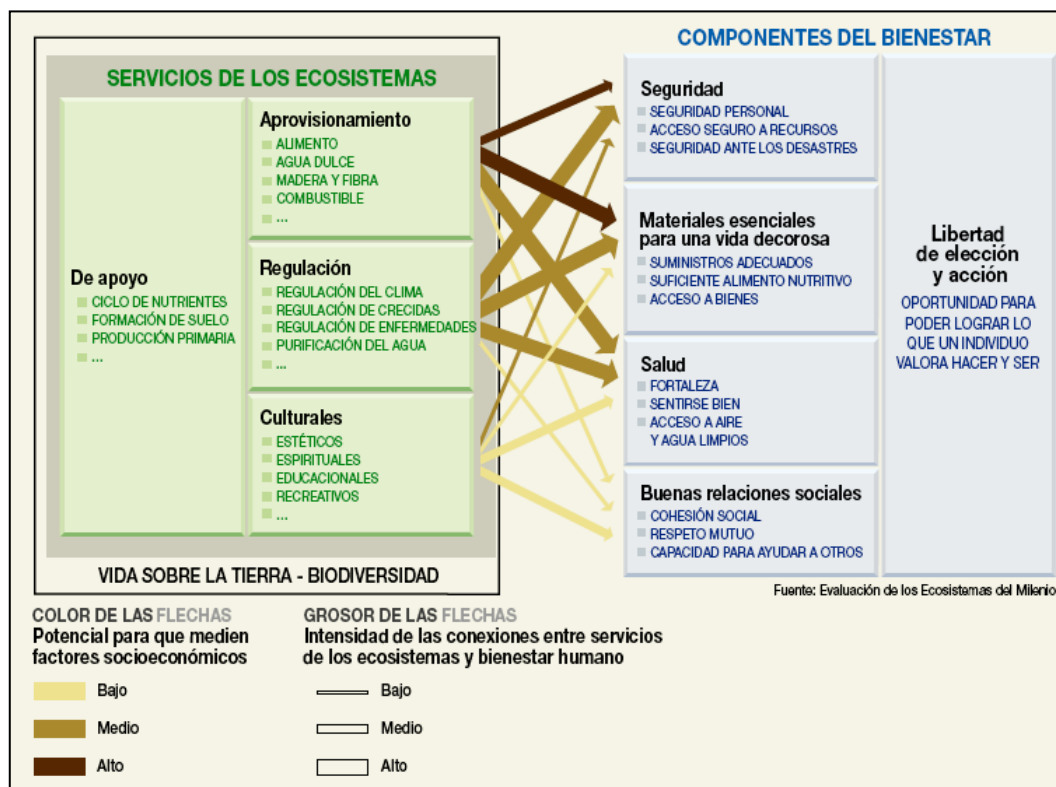 SERVICIOS DE LOS ECOSISTEMAS
De apoyo
CICLO DE NUTRIENTES
FORMACIÓN DE SUELO
PRODUCCIÓN PRIMARIA
...
Aprovisionamiento
ALIMENTO
AGUA DULCE
MADERA Y FIBRA
COMBUSTIBLE
...
Regulación
REGULACIÓN DEL CLIMA
REGULACIÓN DE CRECIDAS
REGULACIÓN DE ENFERMEDADES
PURIFICACIÓN DEL AGUA
...
Culturales
ESTÉTICOS
ESPIRITUALES
EDUCACIONALES
RECREATIVOS
...
VIDA SOBRE LA TIERRA - BIODIVERSIDAD
COMPONENTES DEL BIENESTAR
Seguridad
SEGURIDAD PERSONAL
ACCESO SEGURO A RECURSOS
SEGURIDAD ANTE LOS DESASTRES
Materiales esenciales
para una vida decorosa
SUMINISTROS ADECUADOS
SUFICIENTE ALIMENTO NUTRITIVO
ACCESO A BIENES
Salud
FORTALEZA
SENTIRSE BIEN
ACCESO A AIRE
Y AGUA LIMPIOS
Buenas relaciones sociales
COHESIÓN SOCIAL
RESPETO MUTUO
CAPACIDAD PARA AYUDAR A OTROS
Libertad
de elección
y acción
OPORTUNIDAD PARA
PODER LOGRAR LO
QUE UN INDIVIDUO
VALORA HACER Y SER
Fuente: Evaluación de los Ecosistemas del Milenio
COLOR DE LAS FLECHAS
Potencial para que medien
factores socioeconómicos
Bajo
Medio
Alto
GROSOR DE LAS FLECHAS
Intensidad de las conexiones entre servicios
de los ecosistemas y bienestar humano
Bajo
Medio
Alto